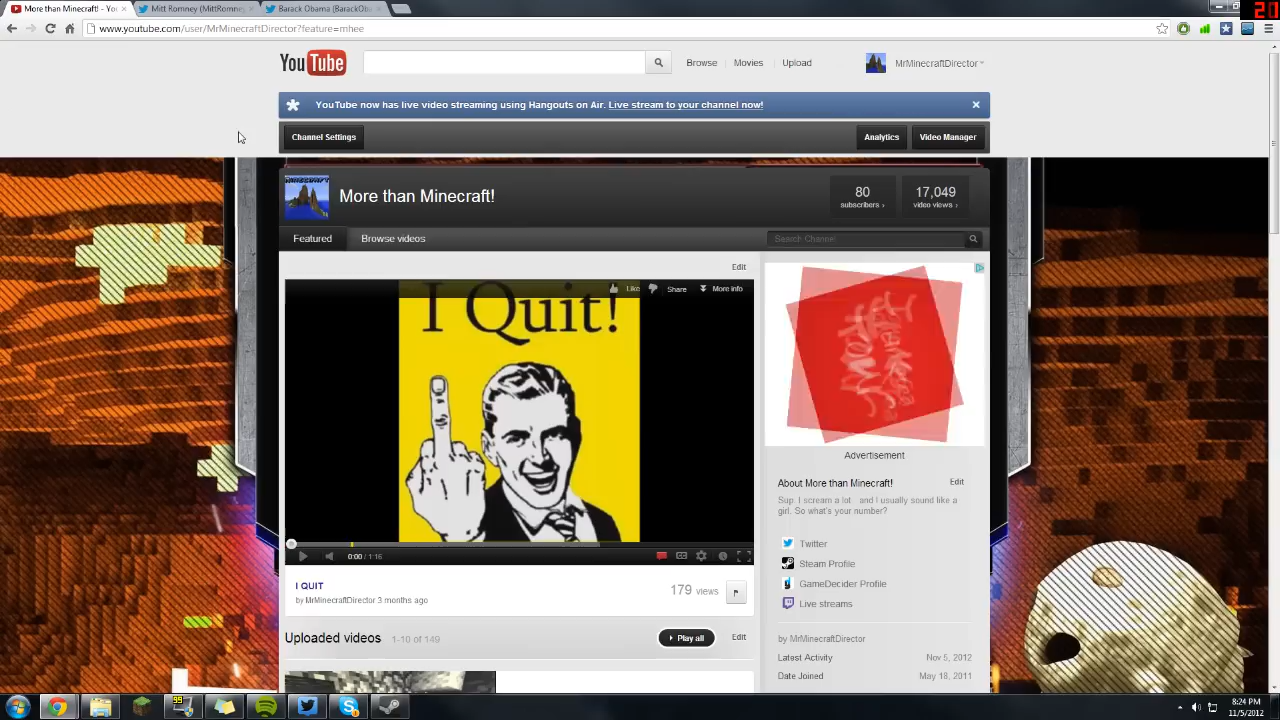 More than Minecraft! - Yo
Mitt Romney (MittRomney
Barack Obama (BarackOb
20
www.youtube.com/user/MrMinecraftDirector?feature=mhee
YouTube
Browse
Movies
Upload
MrMinecraftDirector
YouTube now has live video streaming using Hangouts on Air. Live stream to your channel now!
Channel Settings
Analytics
Video Manager
More than Minecraft!
80
subscribers ›
17,049
video views ›
Featured
Browse videos
Search Channel
Edit
I Quit!
Like
Share
More info
0:00 / 1:16
I QUIT
by MrMinecraftDirector 3 months ago
179 views
Uploaded videos 1-10 of 149
Play all
Edit
Advertisement
About More than Minecraft!
Edit
Sup. I scream a lot and I usually sound like a
girl. So what's your number?
Twitter
Steam Profile
GameDecider Profile
Live streams
by MrMinecraftDirector
Latest Activity Nov 5, 2012
Date Joined May 18, 2011
99
8:24 PM
11/5/2012